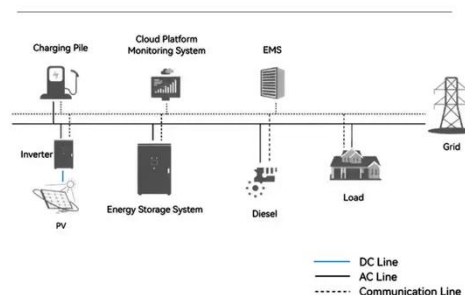 Charging Pile
Cloud Platform
Monitoring System
EMS
Grid
Inverter
PV
Energy Storage System
Diesel
Load
DC Line
AC Line
Communication Line